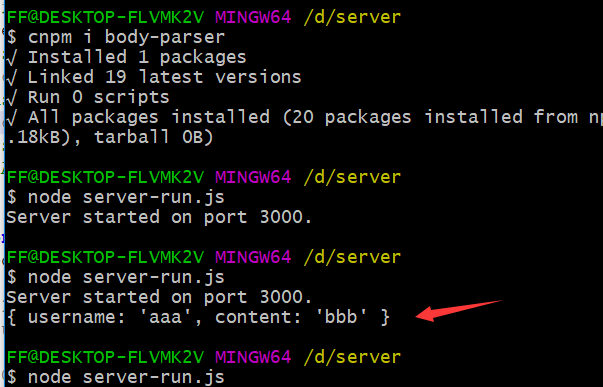 FF@DESKTOP-FLVMK2V MINGW64 /d/server
$ cnpm i body-parser
√ Installed 1 packages
√ Linked 19 latest versions
√ Run 0 scripts
√ All packages installed (20 packages installed from np
.18kB), tarball 0B)
FF@DESKTOP-FLVMK2V MINGW64 /d/server
$ node server-run.js
Server started on port 3000.
FF@DESKTOP-FLVMK2V MINGW64 /d/server
$ node server-run.js
Server started on port 3000.
{ username: 'aaa', content: 'bbb' }
FF@DESKTOP-FLVMK2V MINGW64 /d/server
$ node server-run.js